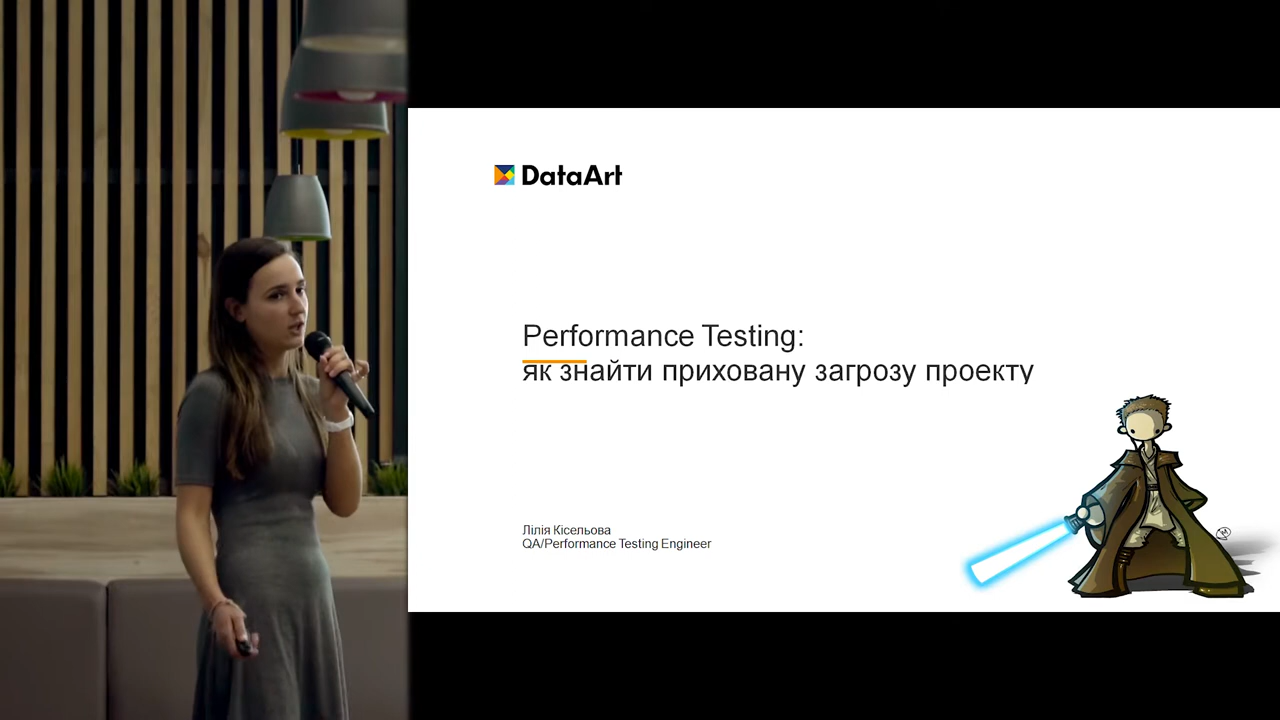 DataArt
Performance Testing:
як знайти приховану загрозу проекту
Лілія Кісельова
QA/Performance Testing Engineer